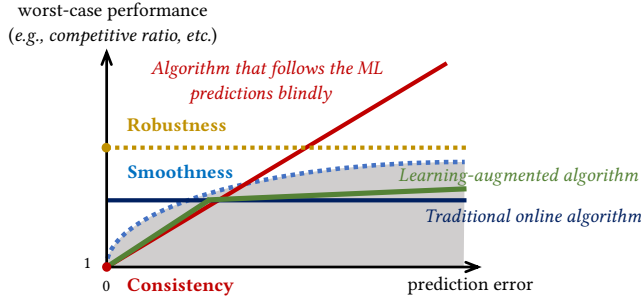 worst-case performance
(e.g., competitive ratio, etc.)
Algorithm that follows the ML
predictions blindly
Robustness
Smoothness
Learning-augmented algorithm
Traditional online algorithm
1
0
Consistency
prediction error